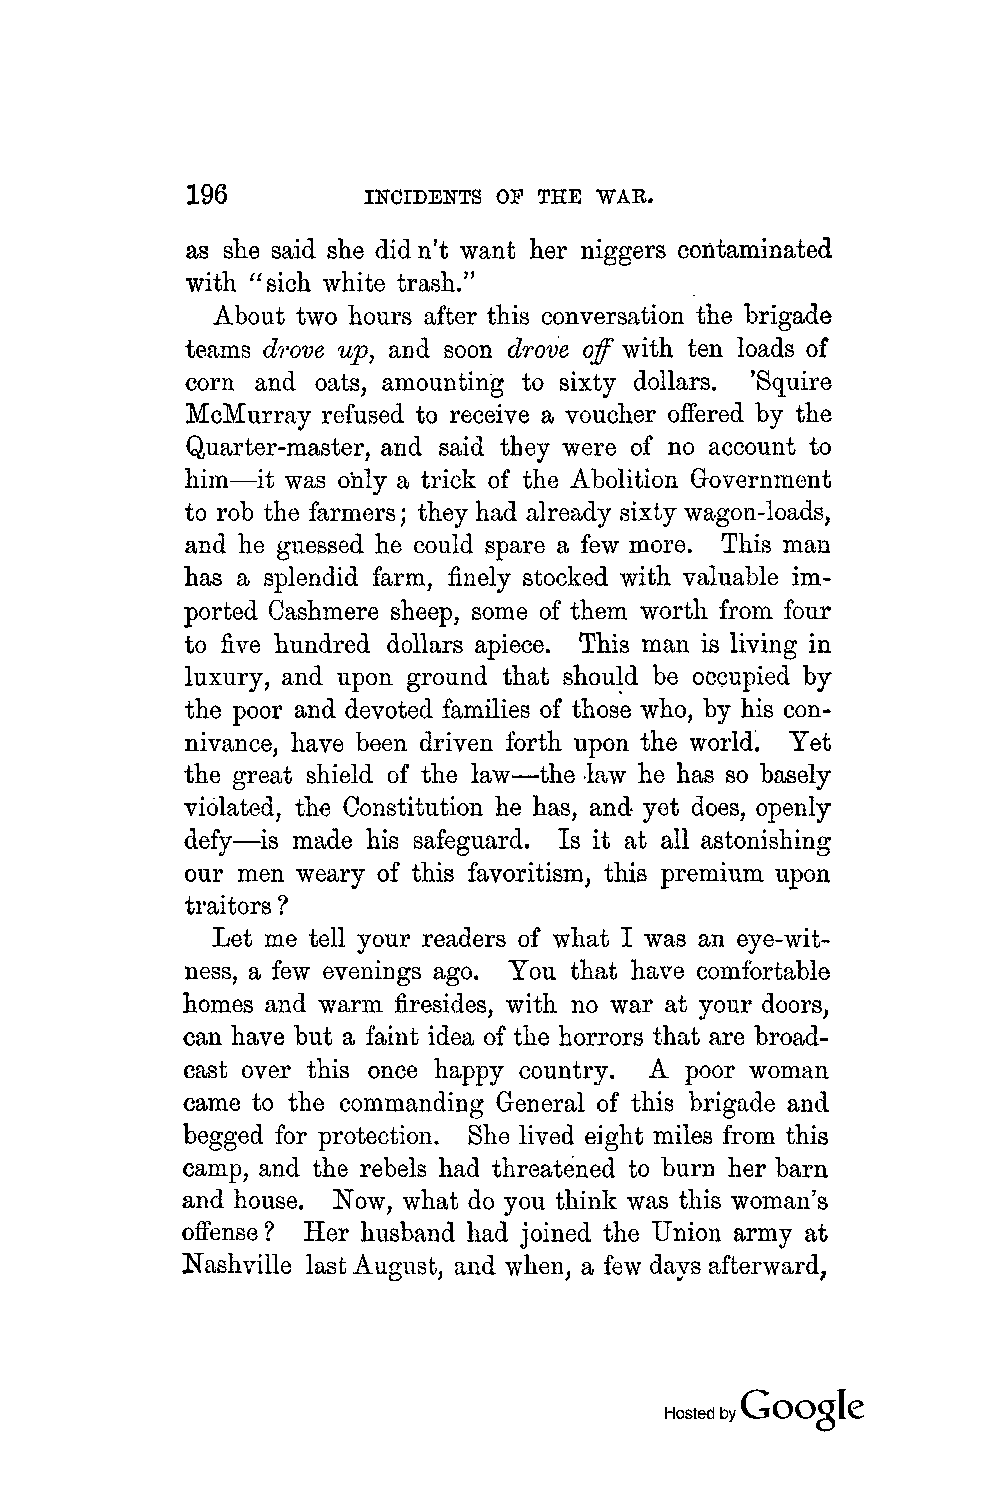 196 INCIDENTS OF THE WAR.
as she said she did n't want her niggers contaminated
with "sich white trash."
About two hours after this conversation the brigade
teams drove up, and soon drove off with ten loads of
corn and oats, amounting to sixty dollars. 'Squire
McMurray refused to receive a voucher offered by the
Quarter-master, and said they were of no account to
him—it was only a trick of the Abolition Government
to rob the farmers; they had already sixty wagon-loads,
and he guessed he could spare a few more. This man
has a splendid farm, finely stocked with valuable im-
ported Cashmere sheep, some of them worth from four
to five hundred dollars apiece. This man is living in
luxury, and upon ground that should be occupied by
the poor and devoted families of those who, by his con-
nivance, have been driven forth upon the world. Yet
the great shield of the law—the law he has so basely
violated, the Constitution he has, and yet does, openly
defy—is made his safeguard. Is it at all astonishing
our men weary of this favoritism, this premium upon
traitors?
Let me tell your readers of what I was an eye-wit-
ness, a few evenings ago. You that have comfortable
homes and warm firesides, with no war at your doors,
can have but a faint idea of the horrors that are broad-
cast over this once happy country. A poor woman
came to the commanding General of this brigade and
begged for protection. She lived eight miles from this
camp, and the rebels had threatened to burn her barn
and house. Now, what do you think was this woman's
offense? Her husband had joined the Union army at
Nashville last August, and when, a few days afterward,
Hosted by Google